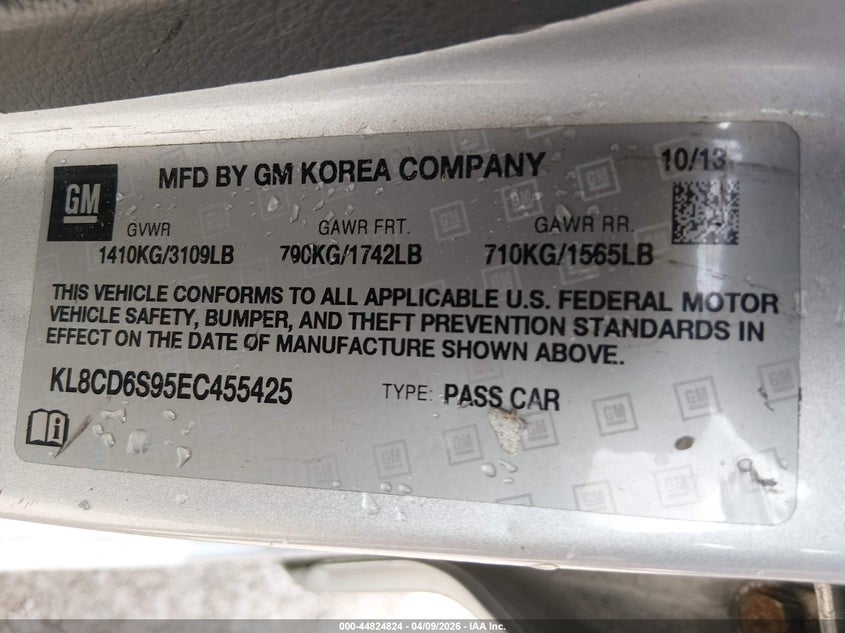 GM
MFD BY GM KOREA COMPANY
10/13
GVWR
GAWR FRT.
GAWR RR.
1410KG/3109LB
790KG/1742LB
710KG/1565LB
THIS VEHICLE CONFORMS TO ALL APPLICABLE U.S. FEDERAL MOTOR
VEHICLE SAFETY, BUMPER, AND THEFT PREVENTION STANDARDS IN
EFFECT ON THE DATE OF MANUFACTURE SHOWN ABOVE.
KL8CD6S95EC455425
TYPE: PASS CAR
000-44824824 - 04/09/2026 - IAA Inc.